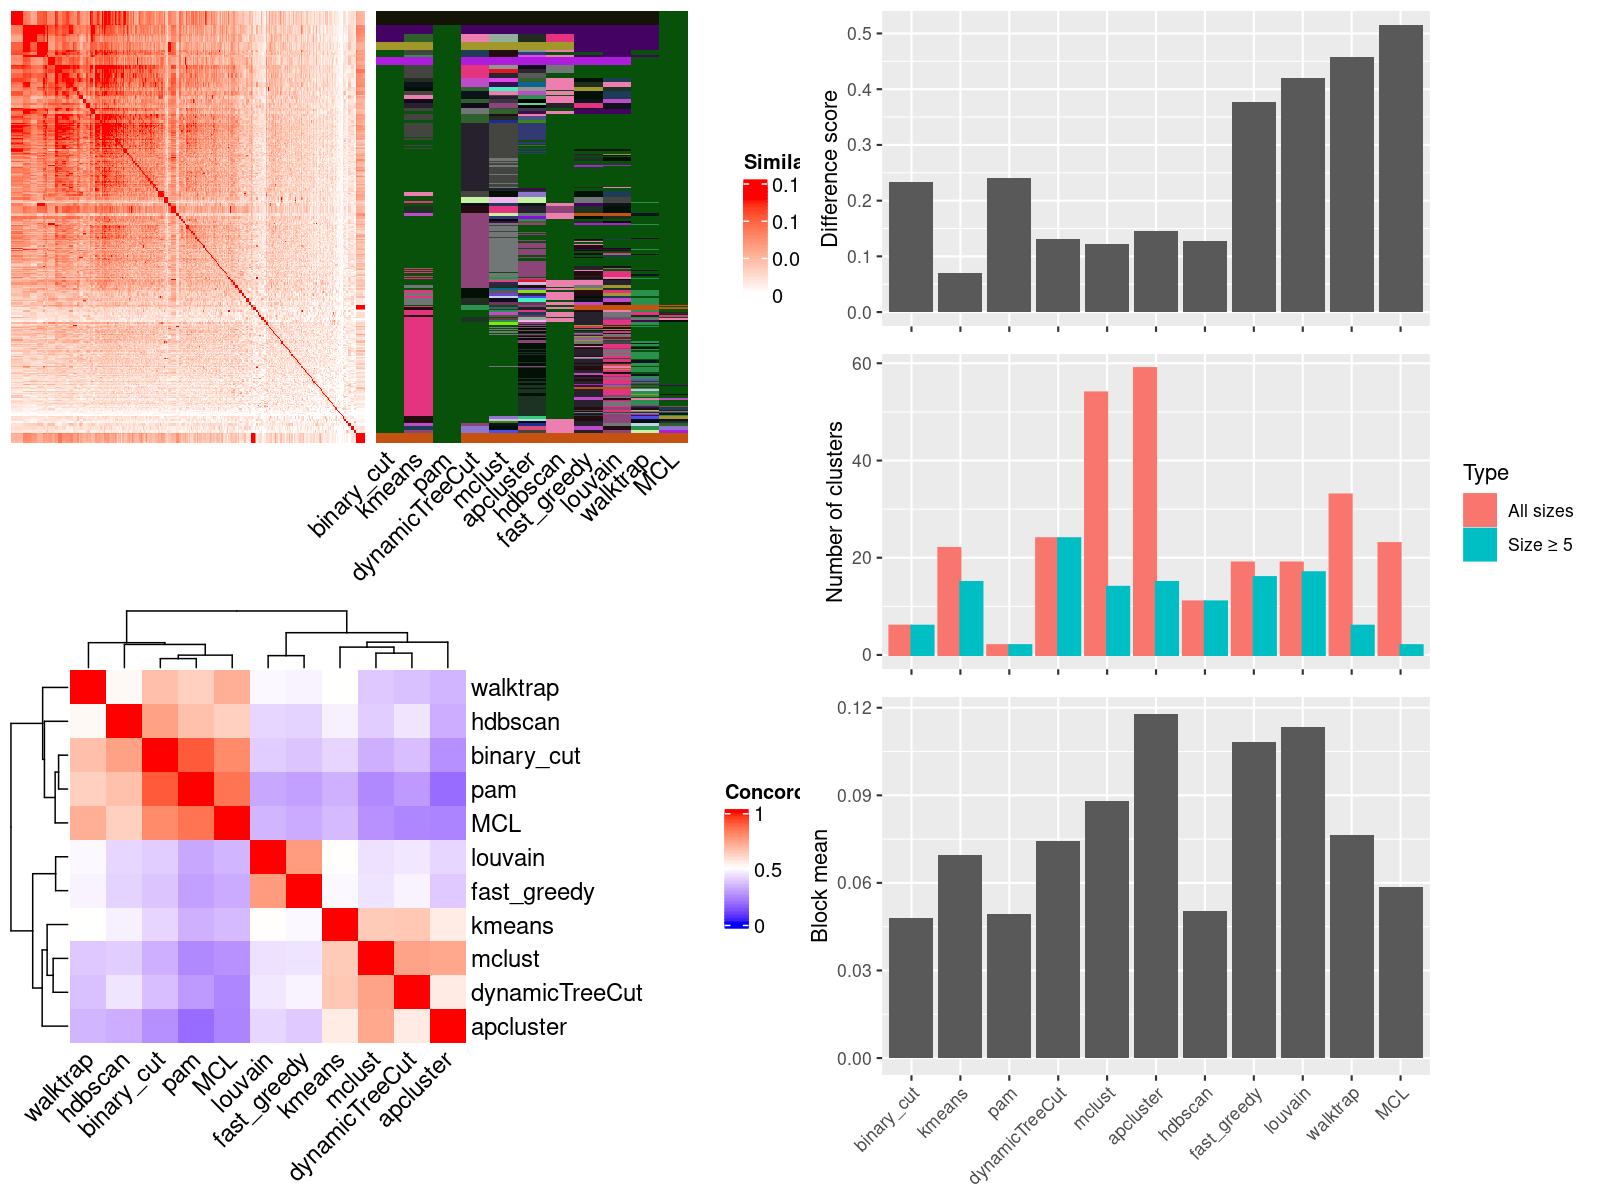 Simila
0.1
0.1
0.0
0
binary_cut
kmeans
pam
dynamicTreeCut
mclust
apcluster
hdbscan
fast_greedy
louvain
walktrap
MCL
Difference score
0.5
0.4
0.3
0.2
0.1
0.0
Number of clusters
60
40
20
0
Type
All sizes
Size ≥ 5
walktrap
hdbscan
binary_cut
pam
MCL
louvain
fast_greedy
kmeans
mclust
dynamicTreeCut
apcluster
walktrap
hdbscan
binary_cut
pam
MCL
louvain
fast_greedy
kmeans
mclust
dynamicTreeCut
apcluster
Concord
1
0.5
0
Block mean
0.12
0.09
0.06
0.03
0.00
binary_cut
kmeans
pam
dynamicTreeCut
mclust
apcluster
hdbscan
fast_greedy
louvain
walktrap
MCL